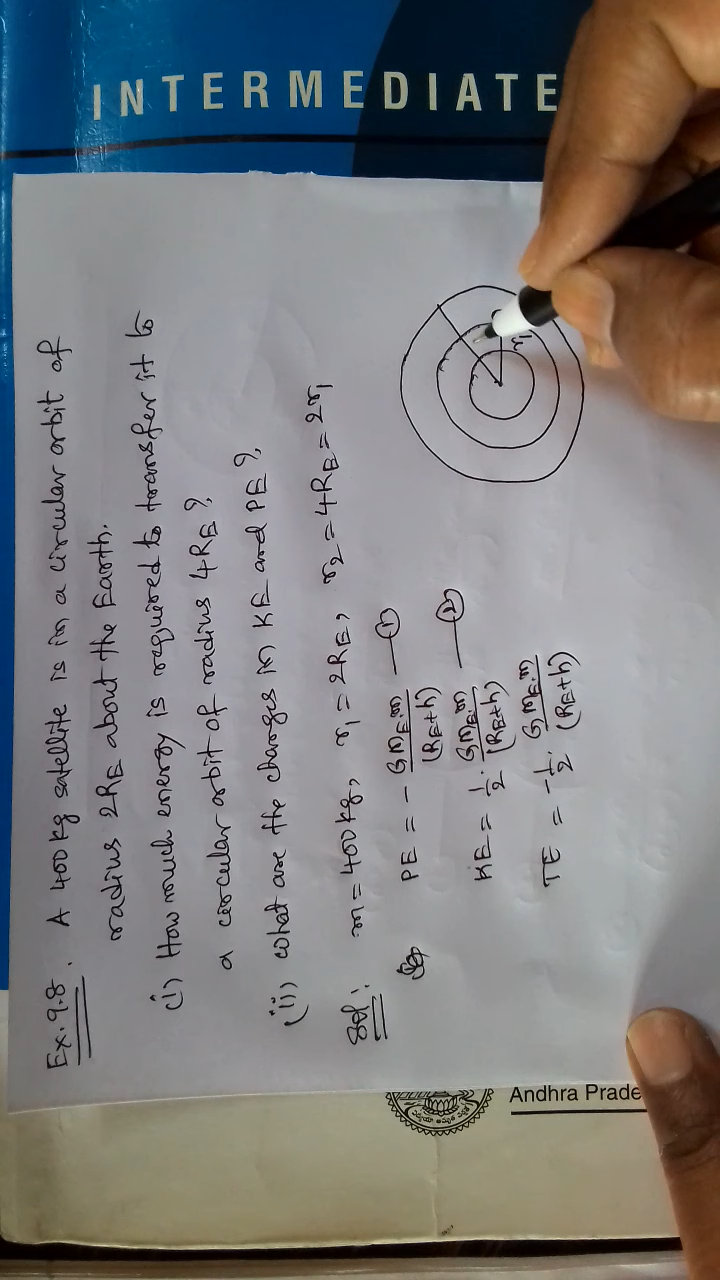 INTERMEDIATE
Ex.9.8. A 400 kg satellite is in a circular orbit of
radius 2RE about the Earth.
(i) How much energy is required to transfer it to
a circular orbit of radius 4RE?
(ii) What are the changes in KE and PE?
Sol: m = 400 kg, r1 = 2RE, r2 = 4RE = 2r1
PE = - GME.m/(RE+h) —①
KE = 1/2. GME.m/(RE+h) —②
TE = -1/2. GME.m/(RE+h)
r1
Andhra Prade